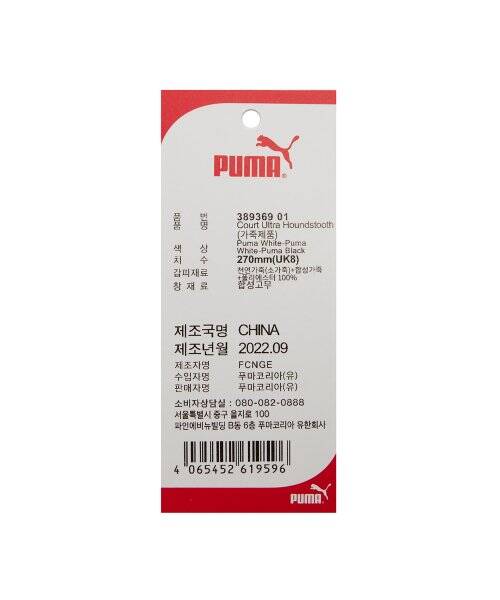 PUMA®
품 번 389369 01
품 명 Court Ultra Houndstooth
(가죽제품)
색 상 Puma White-Puma
White-Puma Black
치 수 270mm(UK8)
갑피재료 천연가죽(소가죽)+합성가죽
+폴리에스터 100%
창 재 료 합성고무
제조국명 CHINA
제조년월 2022.09
제조자명 FCNGE
수입자명 푸마코리아(유)
판매자명 푸마코리아(유)
소비자상담실 : 080-082-0888
서울특별시 중구 을지로 100
파인에비뉴빌딩 B동 6층 푸마코리아 유한회사
4 065452 619596
PUMA